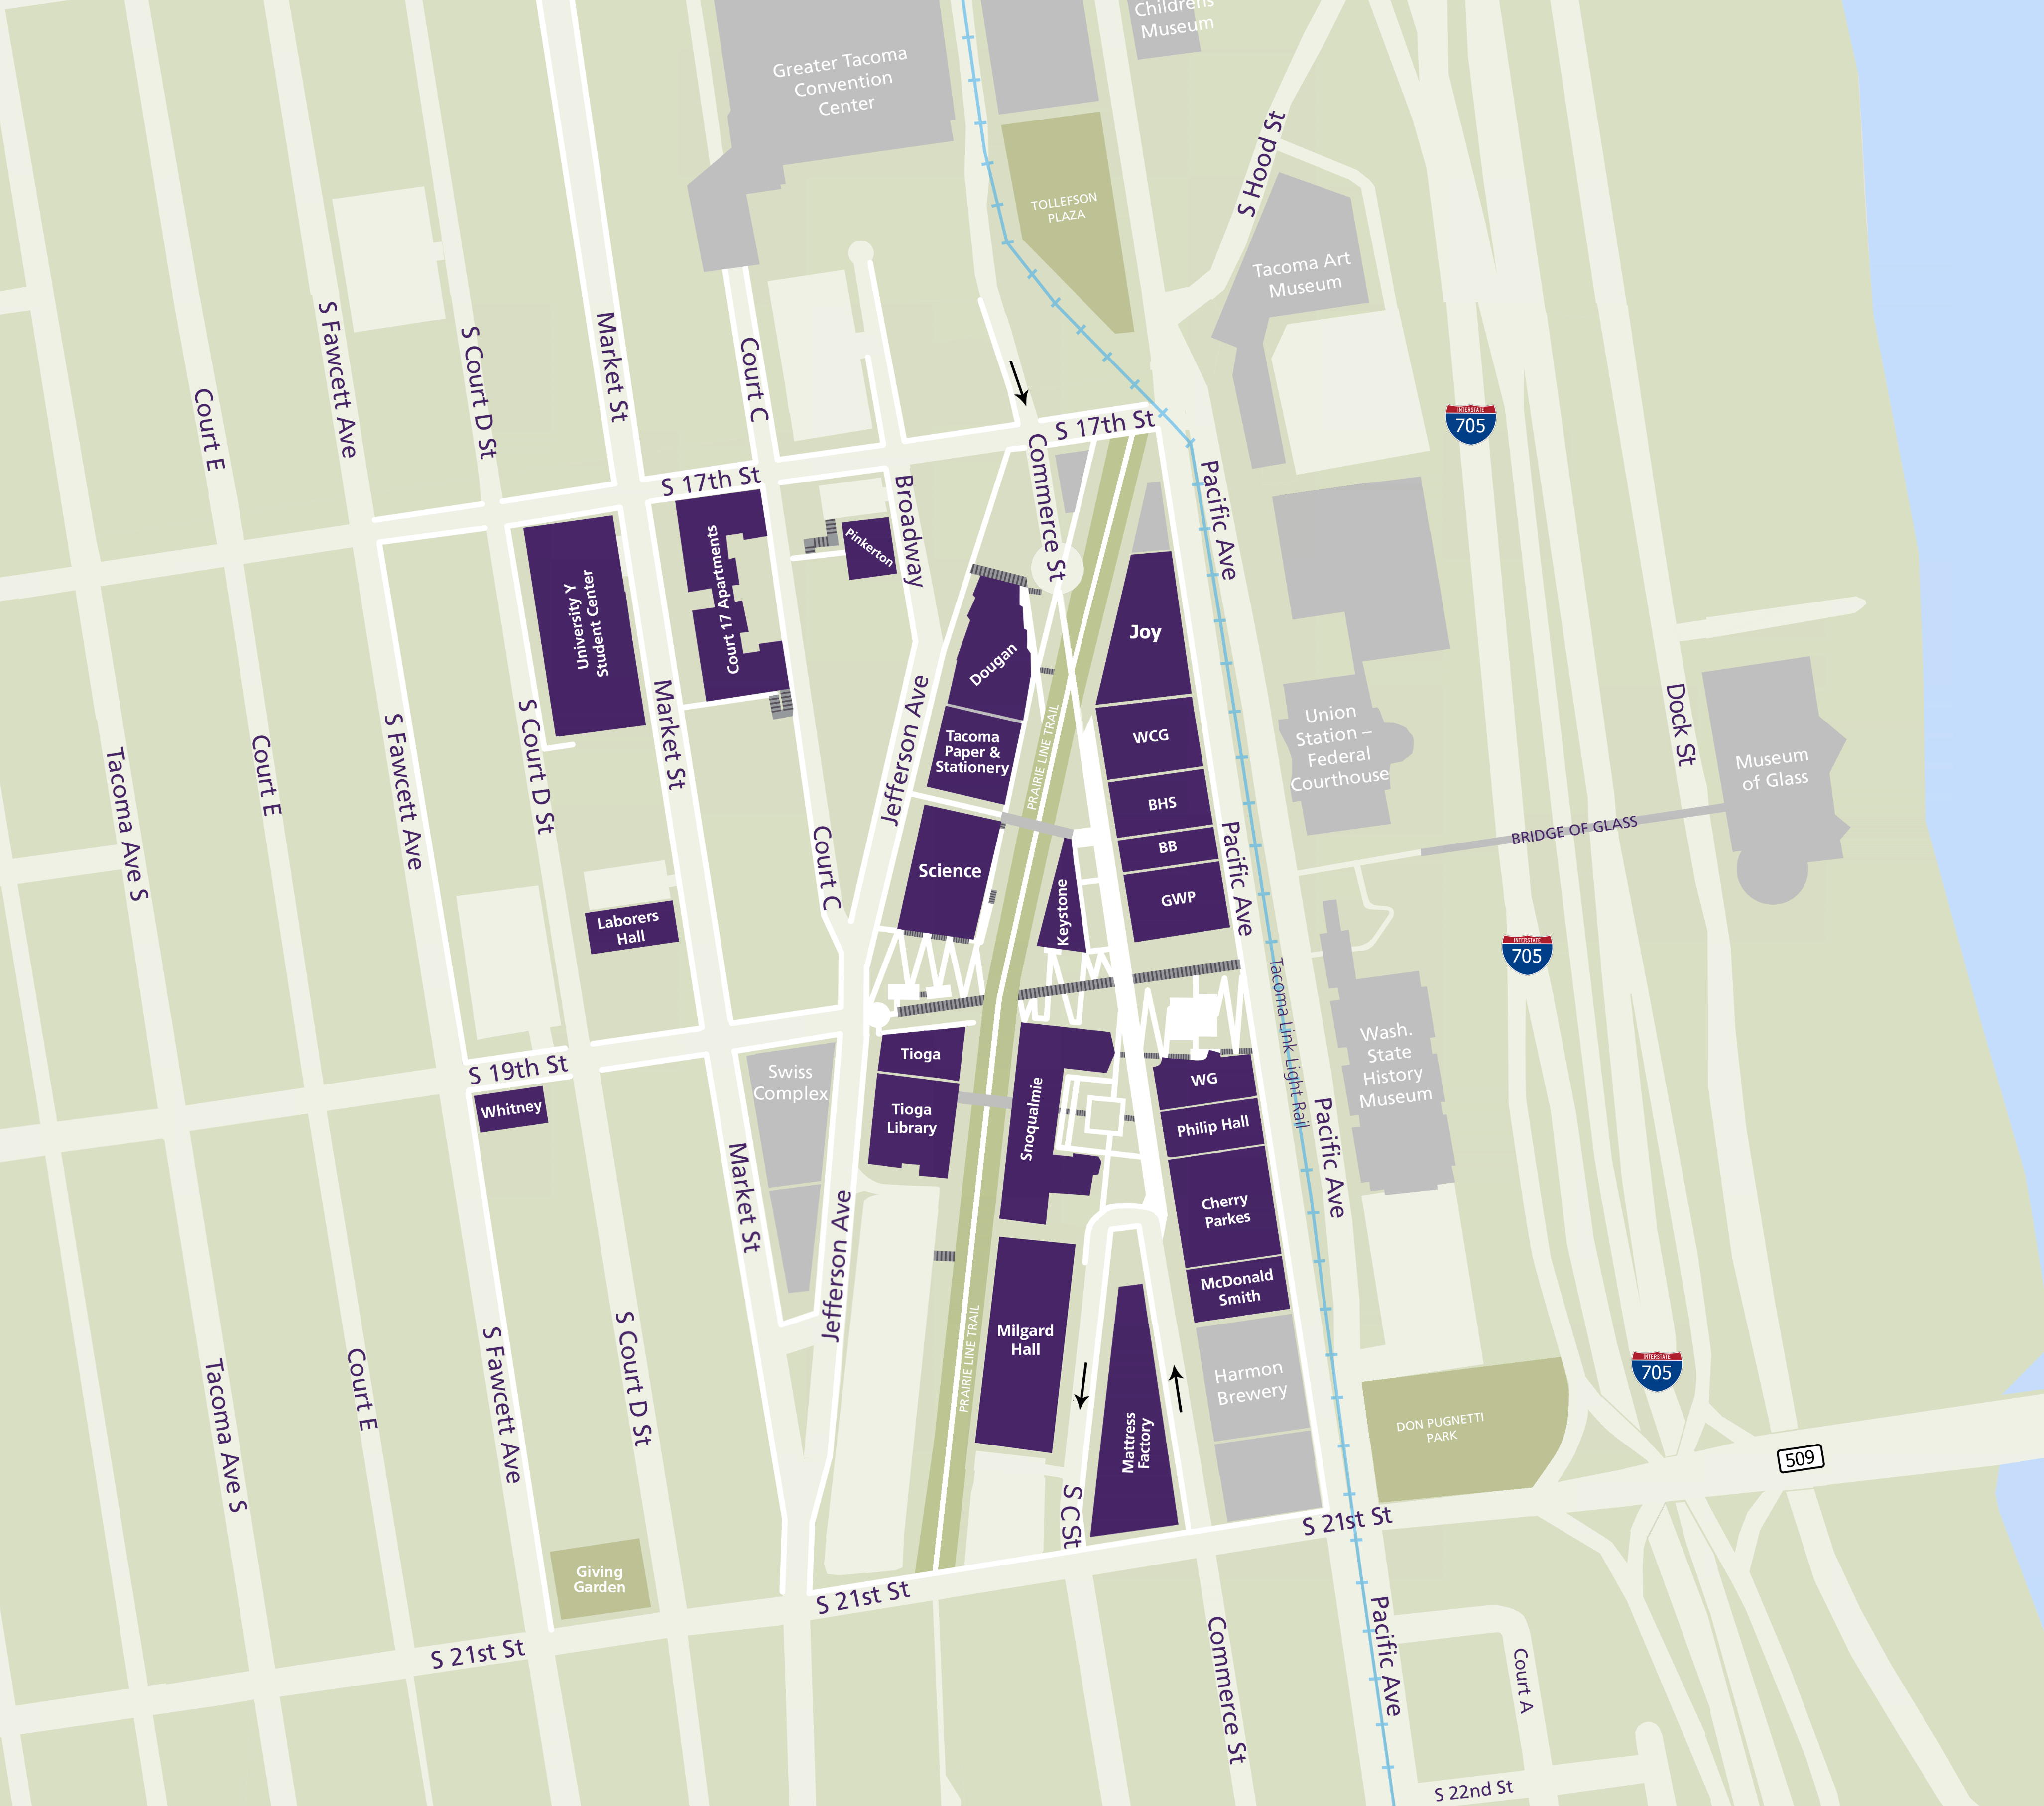 Childrens
Museum
Greater Tacoma
Convention
Center
S Hood St
TOLLEFSON
PLAZA
Tacoma Art
Museum
S Fawcett Ave
S Court D St
Market St
Court C
Court E
INTERSTATE
705
S 17th St
Commerce St
S 17th St
Broadway
Pacific Ave
Pinkerton
Court 17 Apartments
University Y
Student Center
Joy
Dougan
Jefferson Ave
Market St
S Court D St
S Fawcett Ave
Court E
Tacoma Ave S
Tacoma
Paper &
Stationery
PRAIRIE LINE TRAIL
WCG
Union
Station –
Federal
Courthouse
Dock St
Museum
of Glass
BHS
BB
GWP
Pacific Ave
BRIDGE OF GLASS
Court C
Science
Keystone
Laborers
Hall
INTERSTATE
705
Tacoma Link Light Rail
Wash.
State
History
Museum
S 19th St
Whitney
Swiss
Complex
Tioga
Tioga
Library
Snoqualmie
WG
Philip Hall
Cherry
Parkes
McDonald
Smith
Pacific Ave
Market St
Jefferson Ave
PRAIRIE LINE TRAIL
Milgard
Hall
Mattress
Factory
Harmon
Brewery
INTERSTATE
705
DON PUGNETTI
PARK
509
Tacoma Ave S
Court E
S Fawcett Ave
S Court D St
S C St
S 21st St
Giving
Garden
S 21st St
S 21st St
Commerce St
Pacific Ave
Court A
S 22nd St